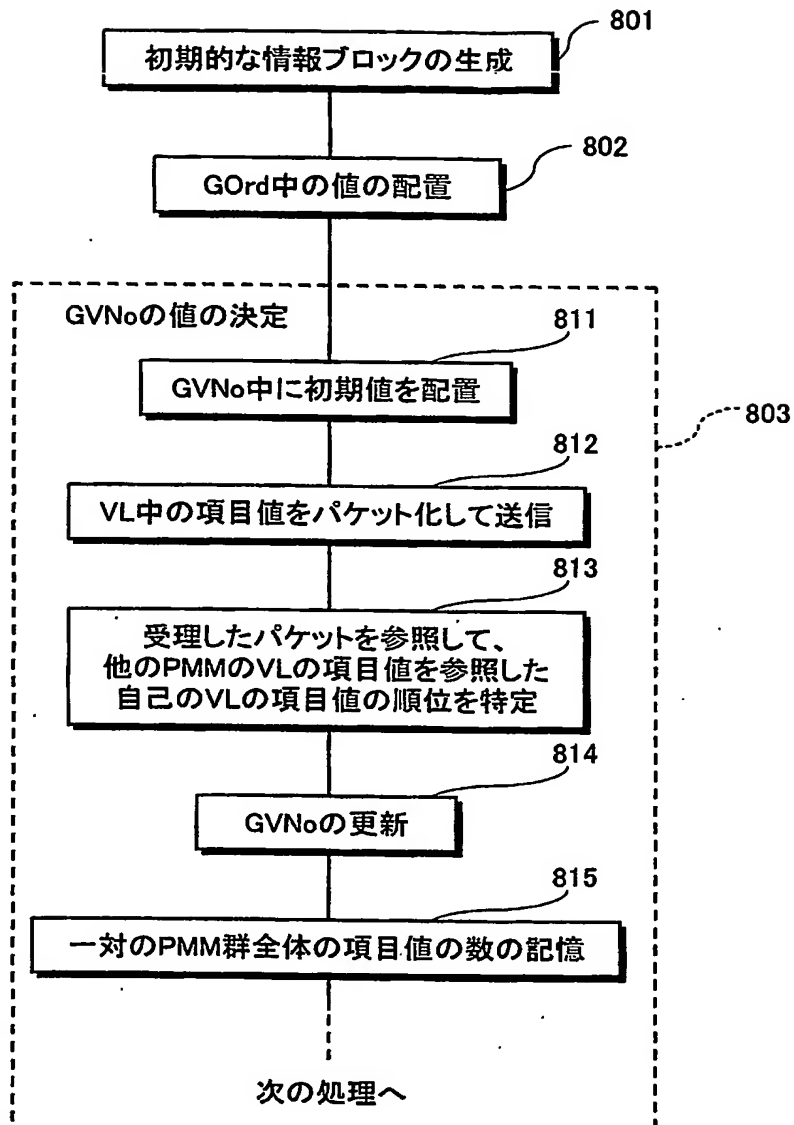 801
初期的な情報ブロックの生成
802
GOrd中の値の配置
GVNoの値の決定
811
GVNo中に初期値を配置
803
812
VL中の項目値をパケット化して送信
813
受理したパケットを参照して、
他のPMMのVLの項目値を参照した
自己のVLの項目値の順位を特定
814
GVNoの更新
815
一対のPMM群全体の項目値の数の記憶
次の処理へ